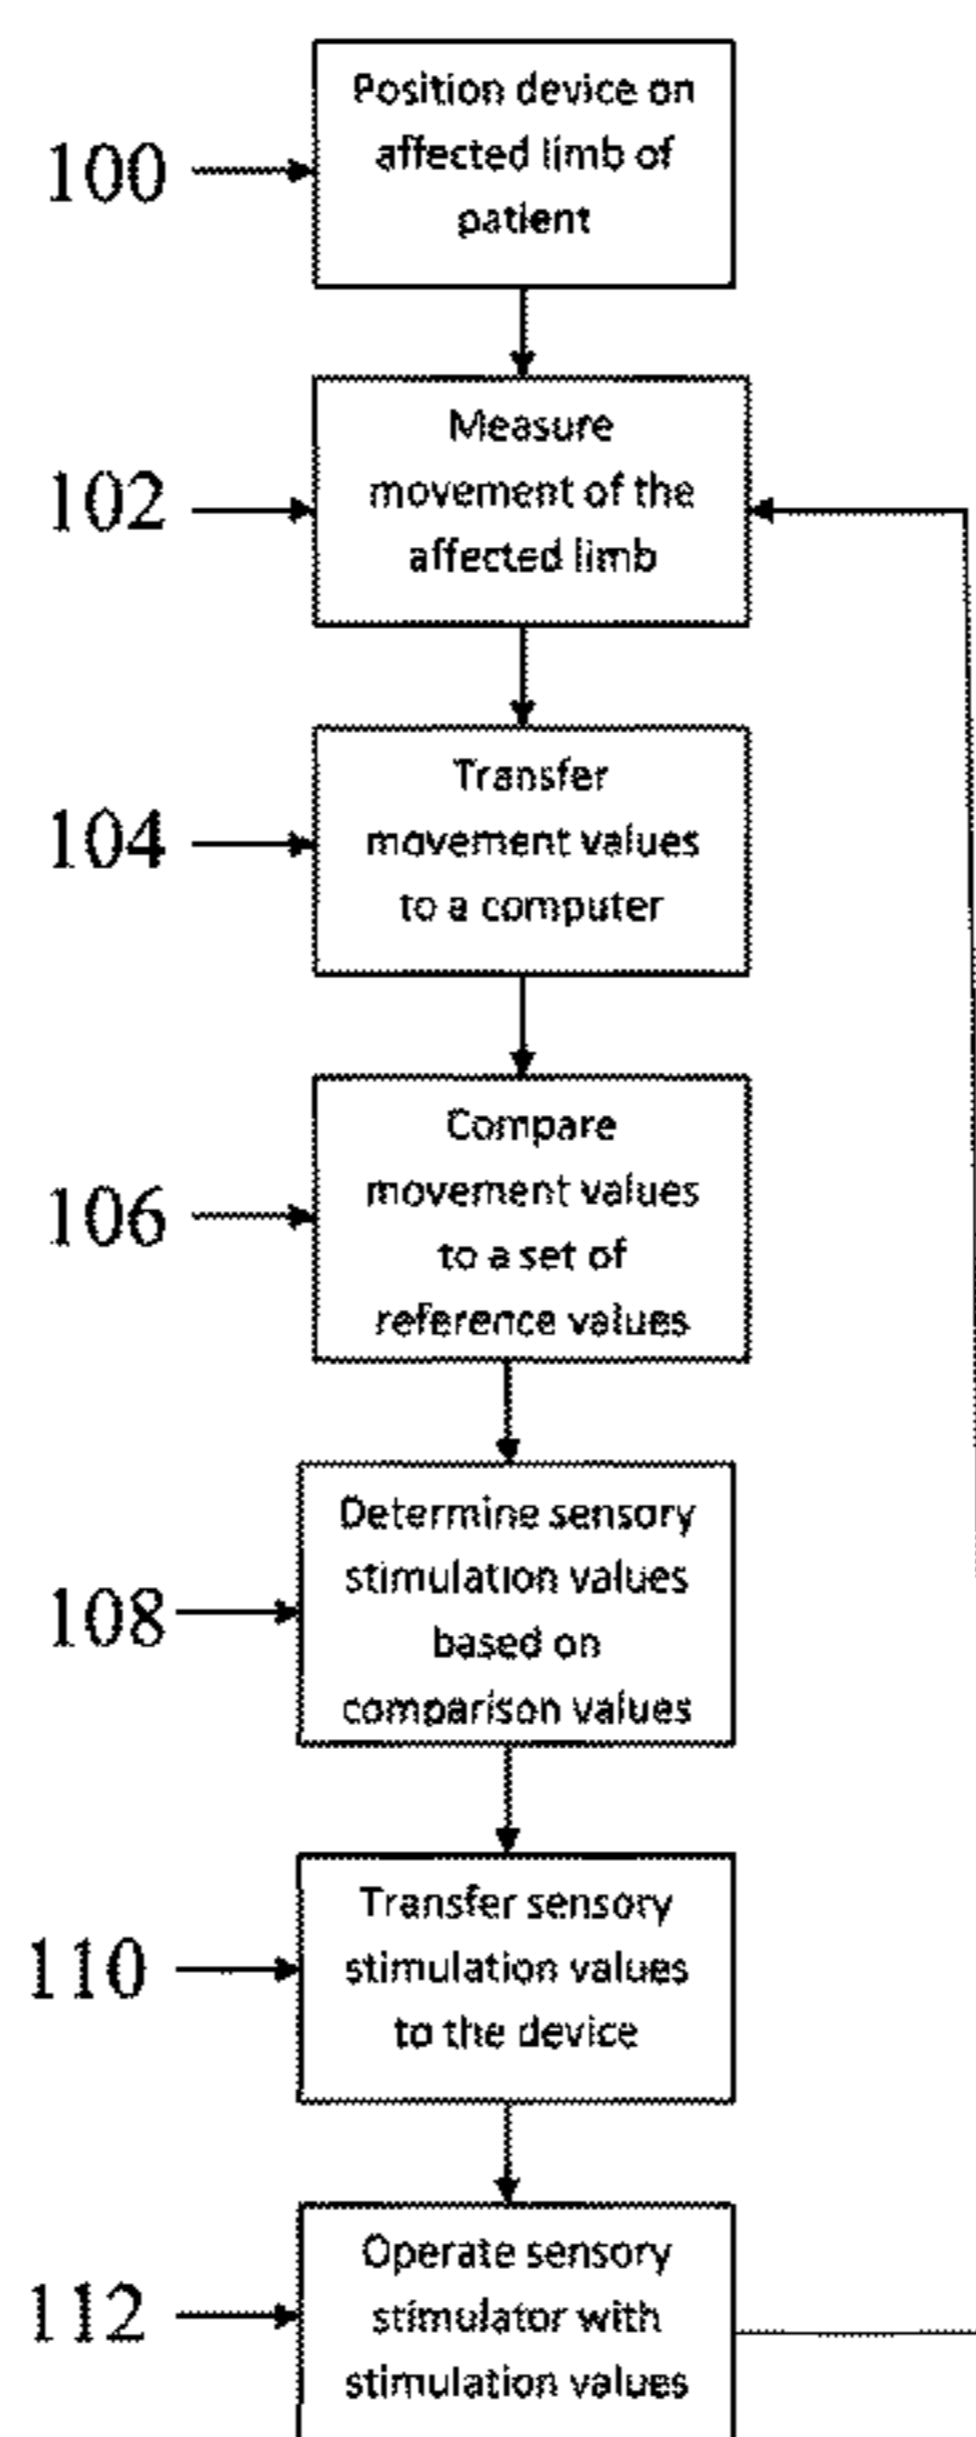 100
Position device on
affected limb of
patient
102
Measure
movement of the
affected limb
104
Transfer
movement values
to a computer
106
Compare
movement values
to a set of
reference values
108
Determine sensory
stimulation values
based on
comparison values
110
Transfer sensory
stimulation values
to the device
112
Operate sensory
stimulator with
stimulation values